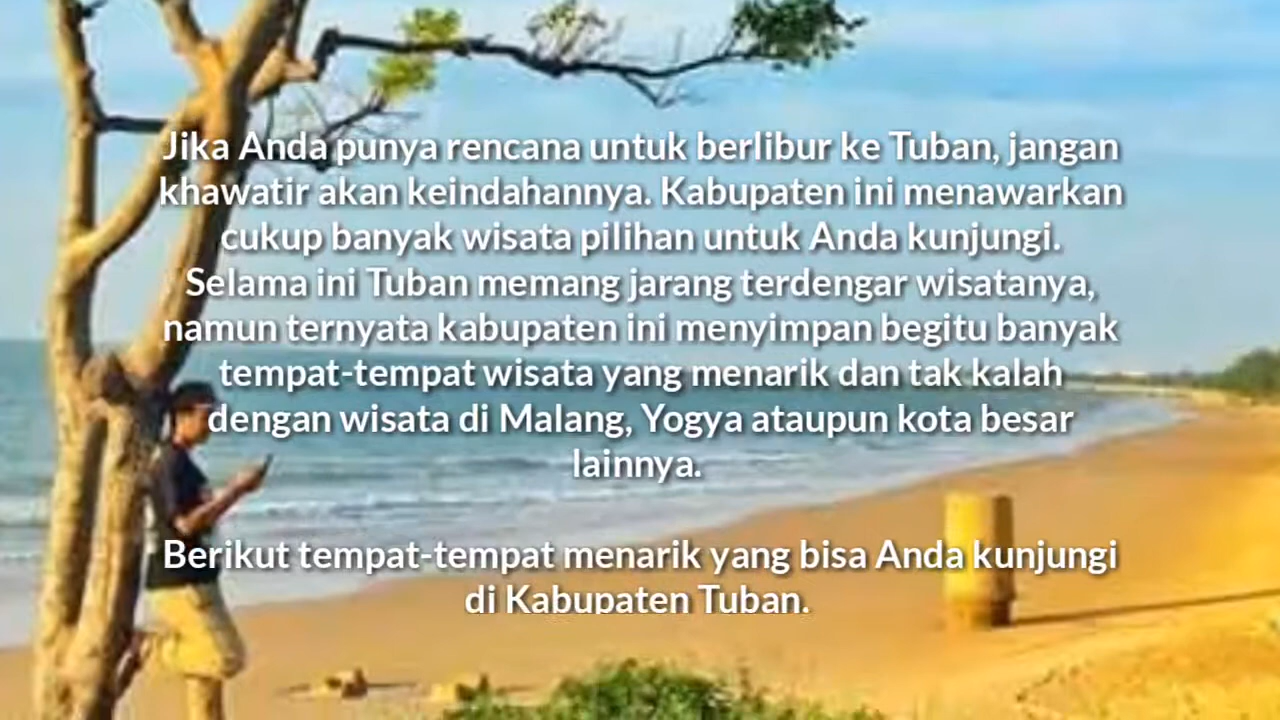 Jika Anda punya rencana untuk berlibur ke Tuban, jangan
khawatir akan keindahannya. Kabupaten ini menawarkan
cukup banyak wisata pilihan untuk Anda kunjungi.
Selama ini Tuban memang jarang terdengar wisatanya,
namun ternyata kabupaten ini menyimpan begitu banyak
tempat-tempat wisata yang menarik dan tak kalah
dengan wisata di Malang, Yogya ataupun kota besar
lainnya.
Berikut tempat-tempat menarik yang bisa Anda kunjungi
di Kabupaten Tuban.